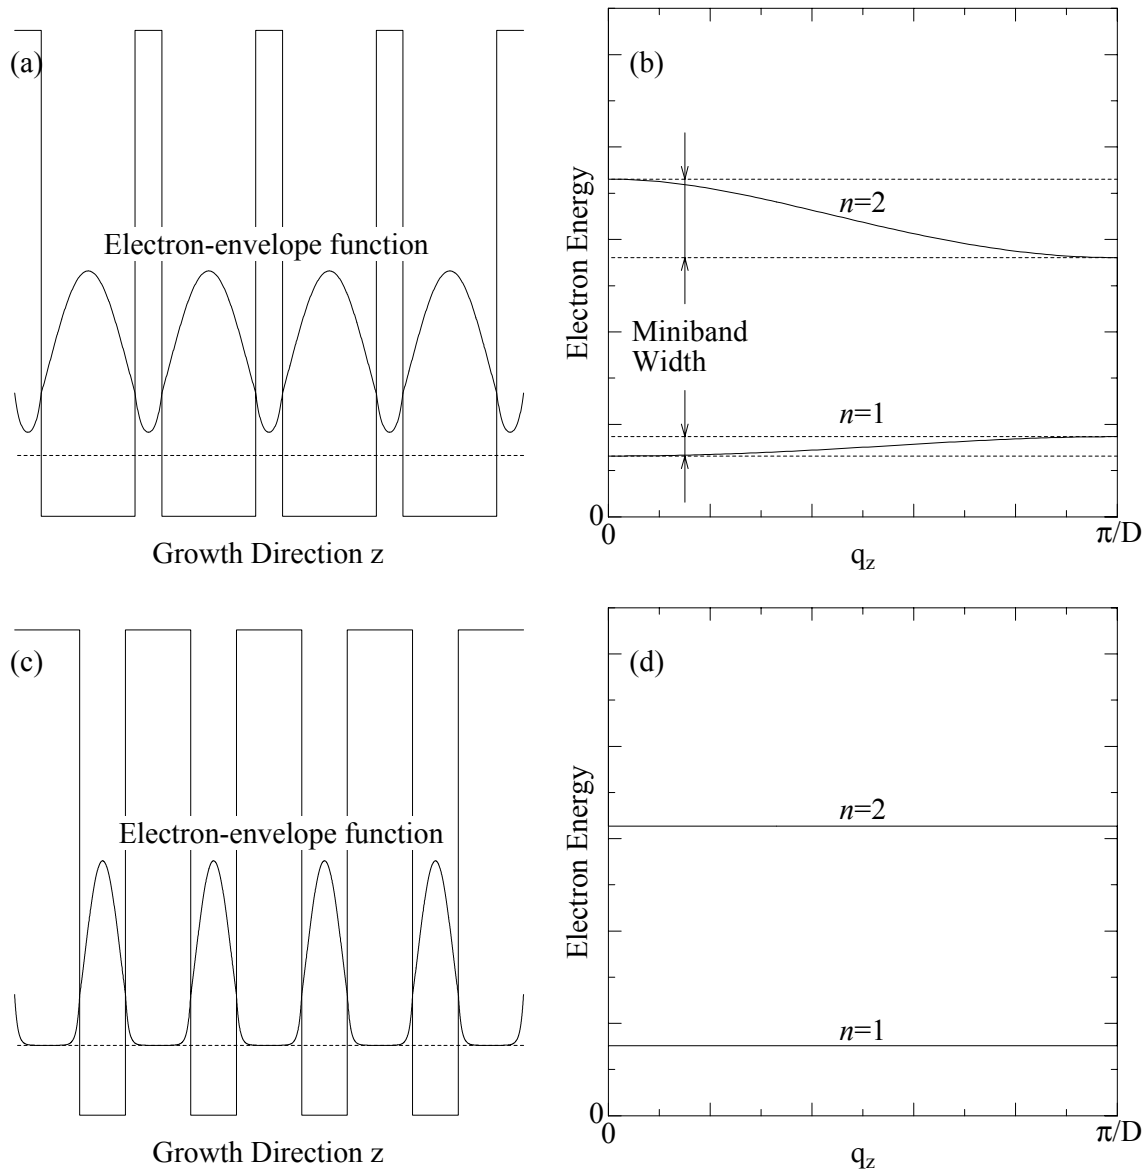 (a)
Electron-envelope function
Growth Direction z
(b)
Electron Energy
n=2
Miniband
Width
n=1
0
0
π/D
q_z
(c)
Electron-envelope function
Growth Direction z
(d)
Electron Energy
n=2
n=1
0
0
π/D
q_z